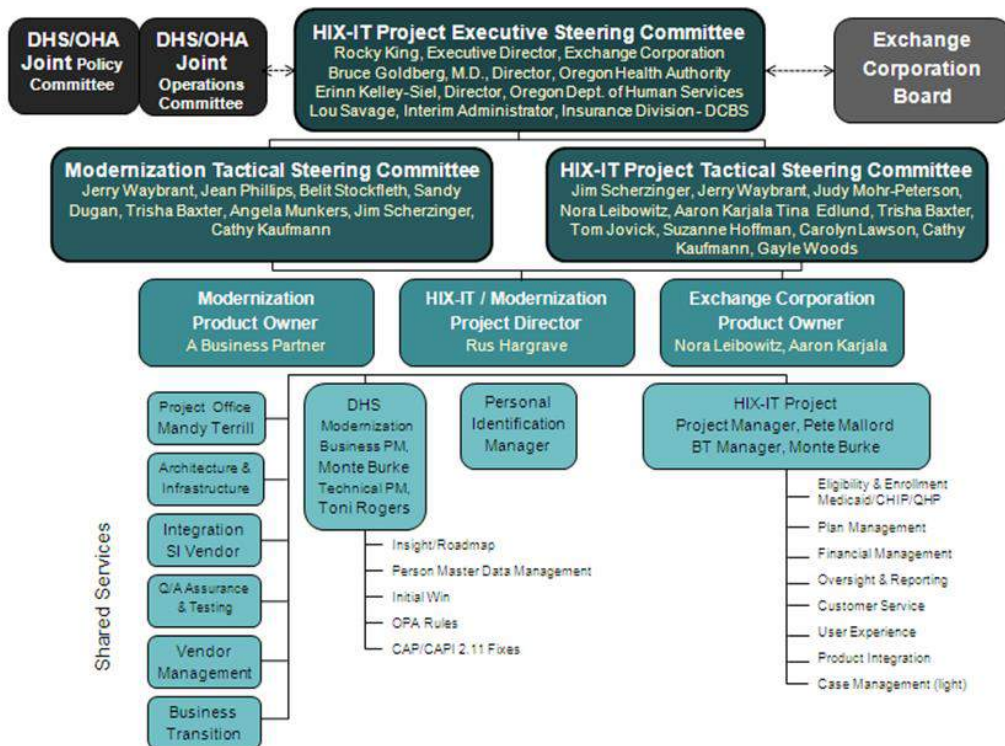 DHS/OHA
Joint Policy
Committee
DHS/OHA
Joint
Operations
Committee
HIX-IT Project Executive Steering Committee
Rocky King, Executive Director, Exchange Corporation
Bruce Goldberg, M.D., Director, Oregon Health Authority
Erinn Kelley-Siel, Director, Oregon Dept. of Human Services
Lou Savage, Interim Administrator, Insurance Division - DCBS
Exchange
Corporation
Board
Modernization Tactical Steering Committee
Jerry Waybrant, Jean Phillips, Belit Stockfleth, Sandy
Dugan, Trisha Baxter, Angela Munkers, Jim Scherzinger,
Cathy Kaufmann
HIX-IT Project Tactical Steering Committee
Jim Scherzinger, Jerry Waybrant, Judy Mohr-Peterson,
Nora Leibowitz, Aaron Karjala Tina Edlund, Trisha Baxter,
Tom Jovick, Suzanne Hoffman, Carolyn Lawson, Cathy
Kaufmann, Gayle Woods
Modernization
Product Owner
A Business Partner
HIX-IT / Modernization
Project Director
Rus Hargrave
Exchange Corporation
Product Owner
Nora Leibowitz, Aaron Karjala
Shared Services
Project Office
Mandy Terrill
Architecture &
Infrastructure
Integration
SI Vendor
Q/A Assurance
& Testing
Vendor
Management
Business
Transition
DHS
Modernization
Business PM,
Monte Burke
Technical PM,
Toni Rogers
Insight/Roadmap
Person Master Data Management
Initial Win
OPA Rules
CAP/CAPI 2.11 Fixes
Personal
Identification
Manager
HIX-IT Project
Project Manager, Pete Mallord
BT Manager, Monte Burke
Eligibility & Enrollment
Medicaid/CHIP/QHP
Plan Management
Financial Management
Oversight & Reporting
Customer Service
User Experience
Product Integration
Case Management (light)